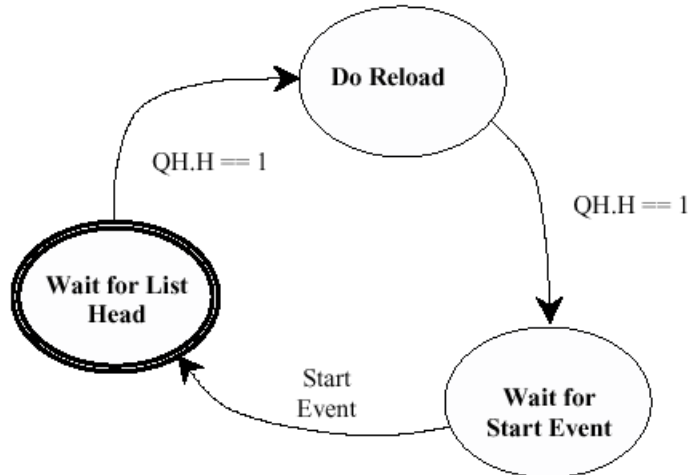 Do Reload
QH.H == 1
QH.H == 1
Wait for List
Head
Start
Event
Wait for
Start Event